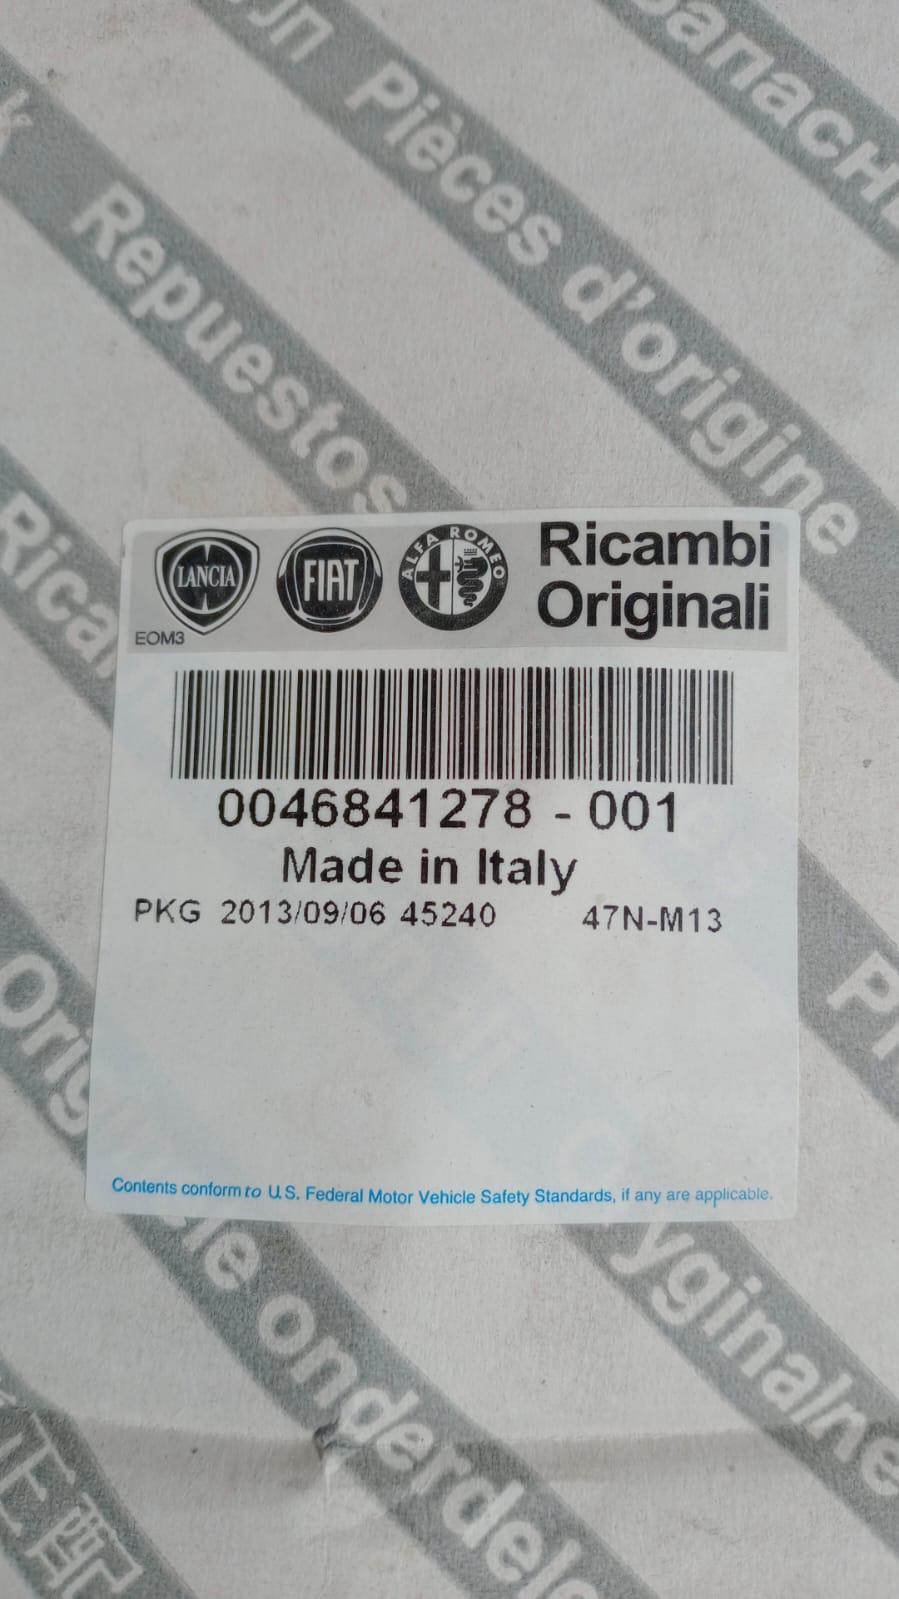 Pièces d'origine
Repuestos
LANCIA
FIAT
ALFA ROMEO
Ricambi
Originali
EOM3
0046841278 - 001
Made in Italy
PKG 2013/09/06 45240 47N-M13
Contents conform to U.S. Federal Motor Vehicle Safety Standards, if any are applicable.